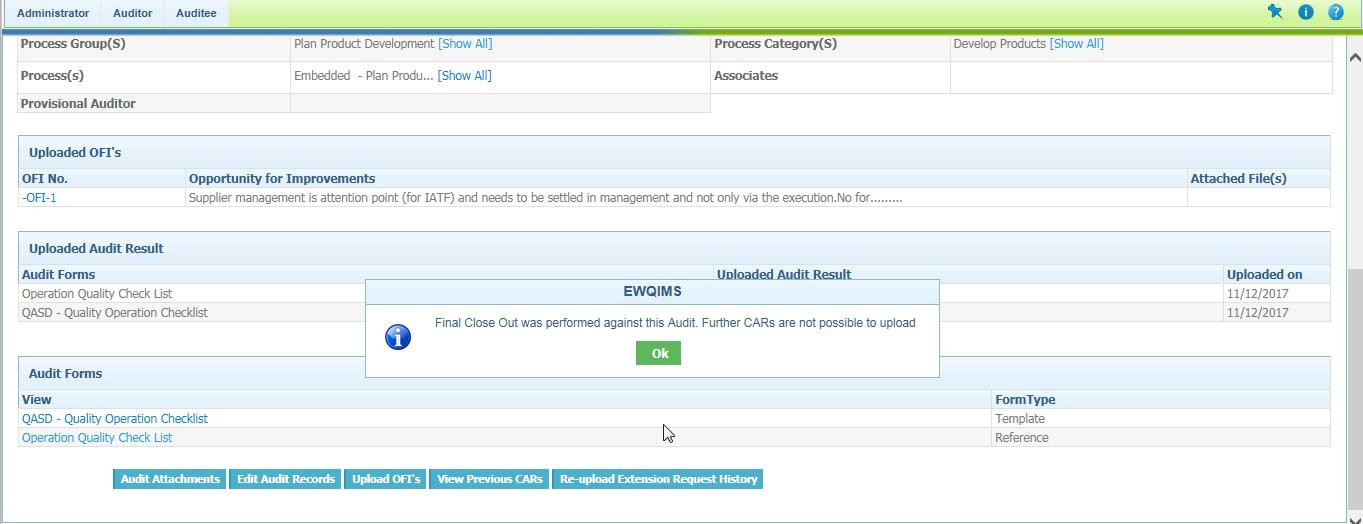 Administrator Auditor Auditee
Process Group(S) Plan Product Development [Show All] Process Category(S) Develop Products [Show All]
Process(s) Embedded - Plan Produ... [Show All] Associates
Provisional Auditor
Uploaded OFI's
OFI No. Opportunity for Improvements Attached File(s)
-OFI-1 Supplier management is attention point (for IATF) and needs to be settled in management and not only via the execution.No for.........
Uploaded Audit Result
Audit Forms Uploaded Audit Result Uploaded on
Operation Quality Check List 11/12/2017
QASD - Quality Operation Checklist 11/12/2017
EWQIMS
Final Close Out was performed against this Audit. Further CARs are not possible to upload
Ok
Audit Forms
View FormType
QASD - Quality Operation Checklist Template
Operation Quality Check List Reference
Audit Attachments Edit Audit Records Upload OFI's View Previous CARs Re-upload Extension Request History